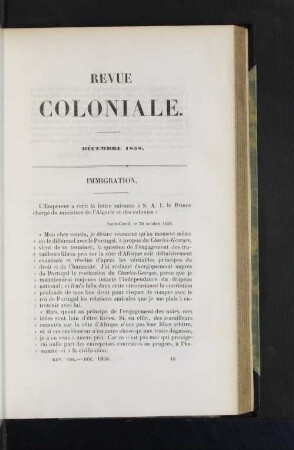 REVUE
COLONIALE.
DÉCEMBRE 1858.
IMMIGRATION.
L'Empereur a écrit la lettre suivante à S. A. I. le Prince
chargé du ministère de l'Algérie et des colonies :
Saint-Cloud, le 30 octobre 1858.
« Mon cher cousin, je désire vivement qu'au moment même
où le différend avec le Portugal, à propos du Charles-Georges,
vient de se terminer, la question de l'engagement des tra-
vailleurs libres pris sur la côte d'Afrique soit définitivement
examinée et résolue d'après les véritables principes du
droit et de l'humanité. J'ai réclamé énergiquement auprès
du Portugal la restitution du Charles-Georges, parce que je
maintiendrai toujours intacte l'indépendance du drapeau
national; et il m'a fallu dans cette circonstance la conviction
profonde de mon bon droit pour risquer de rompre avec le
roi de Portugal les relations amicales que je me plais à en-
tretenir avec lui.
« Mais, quant au principe de l'engagement des noirs, mes
idées sont loin d'être fixées. Si, en effet, des travailleurs
recrutés sur la côte d'Afrique n'ont pas leur libre arbitre,
et si cet enrôlement n'est autre chose qu'une traite déguisée,
je n'en veux à aucun prix. Car ce n'est pas moi qui protége-
rai nulle part des entreprises contraires au progrès, à l'hu-
manité et à la civilisation.
REV. COL.—DÉC. 1858. 40